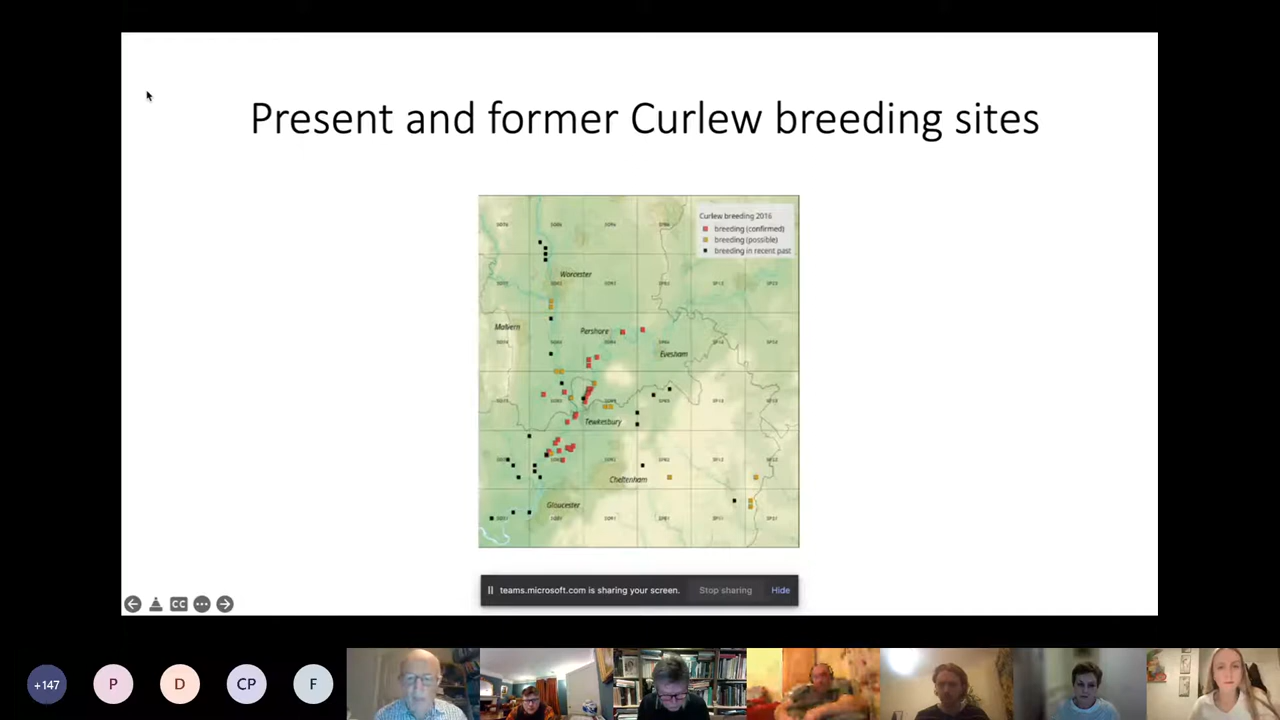 Present and former Curlew breeding sites
Curlew breeding 2016
breeding (confirmed)
breeding (possible)
breeding in recent past
Worcester
Malvern
Pershore
Evesham
Tewkesbury
Cheltenham
Gloucester
teams.microsoft.com is sharing your screen.
Stop sharing
Hide
CC
+147
P
D
CP
F